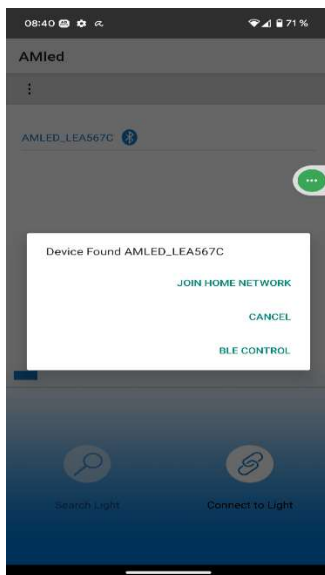 08:40 71 %
AMled
AMLED_LEA567C
Device Found AMLED_LEA567C
JOIN HOME NETWORK
CANCEL
BLE CONTROL
Search Light
Connect to Light